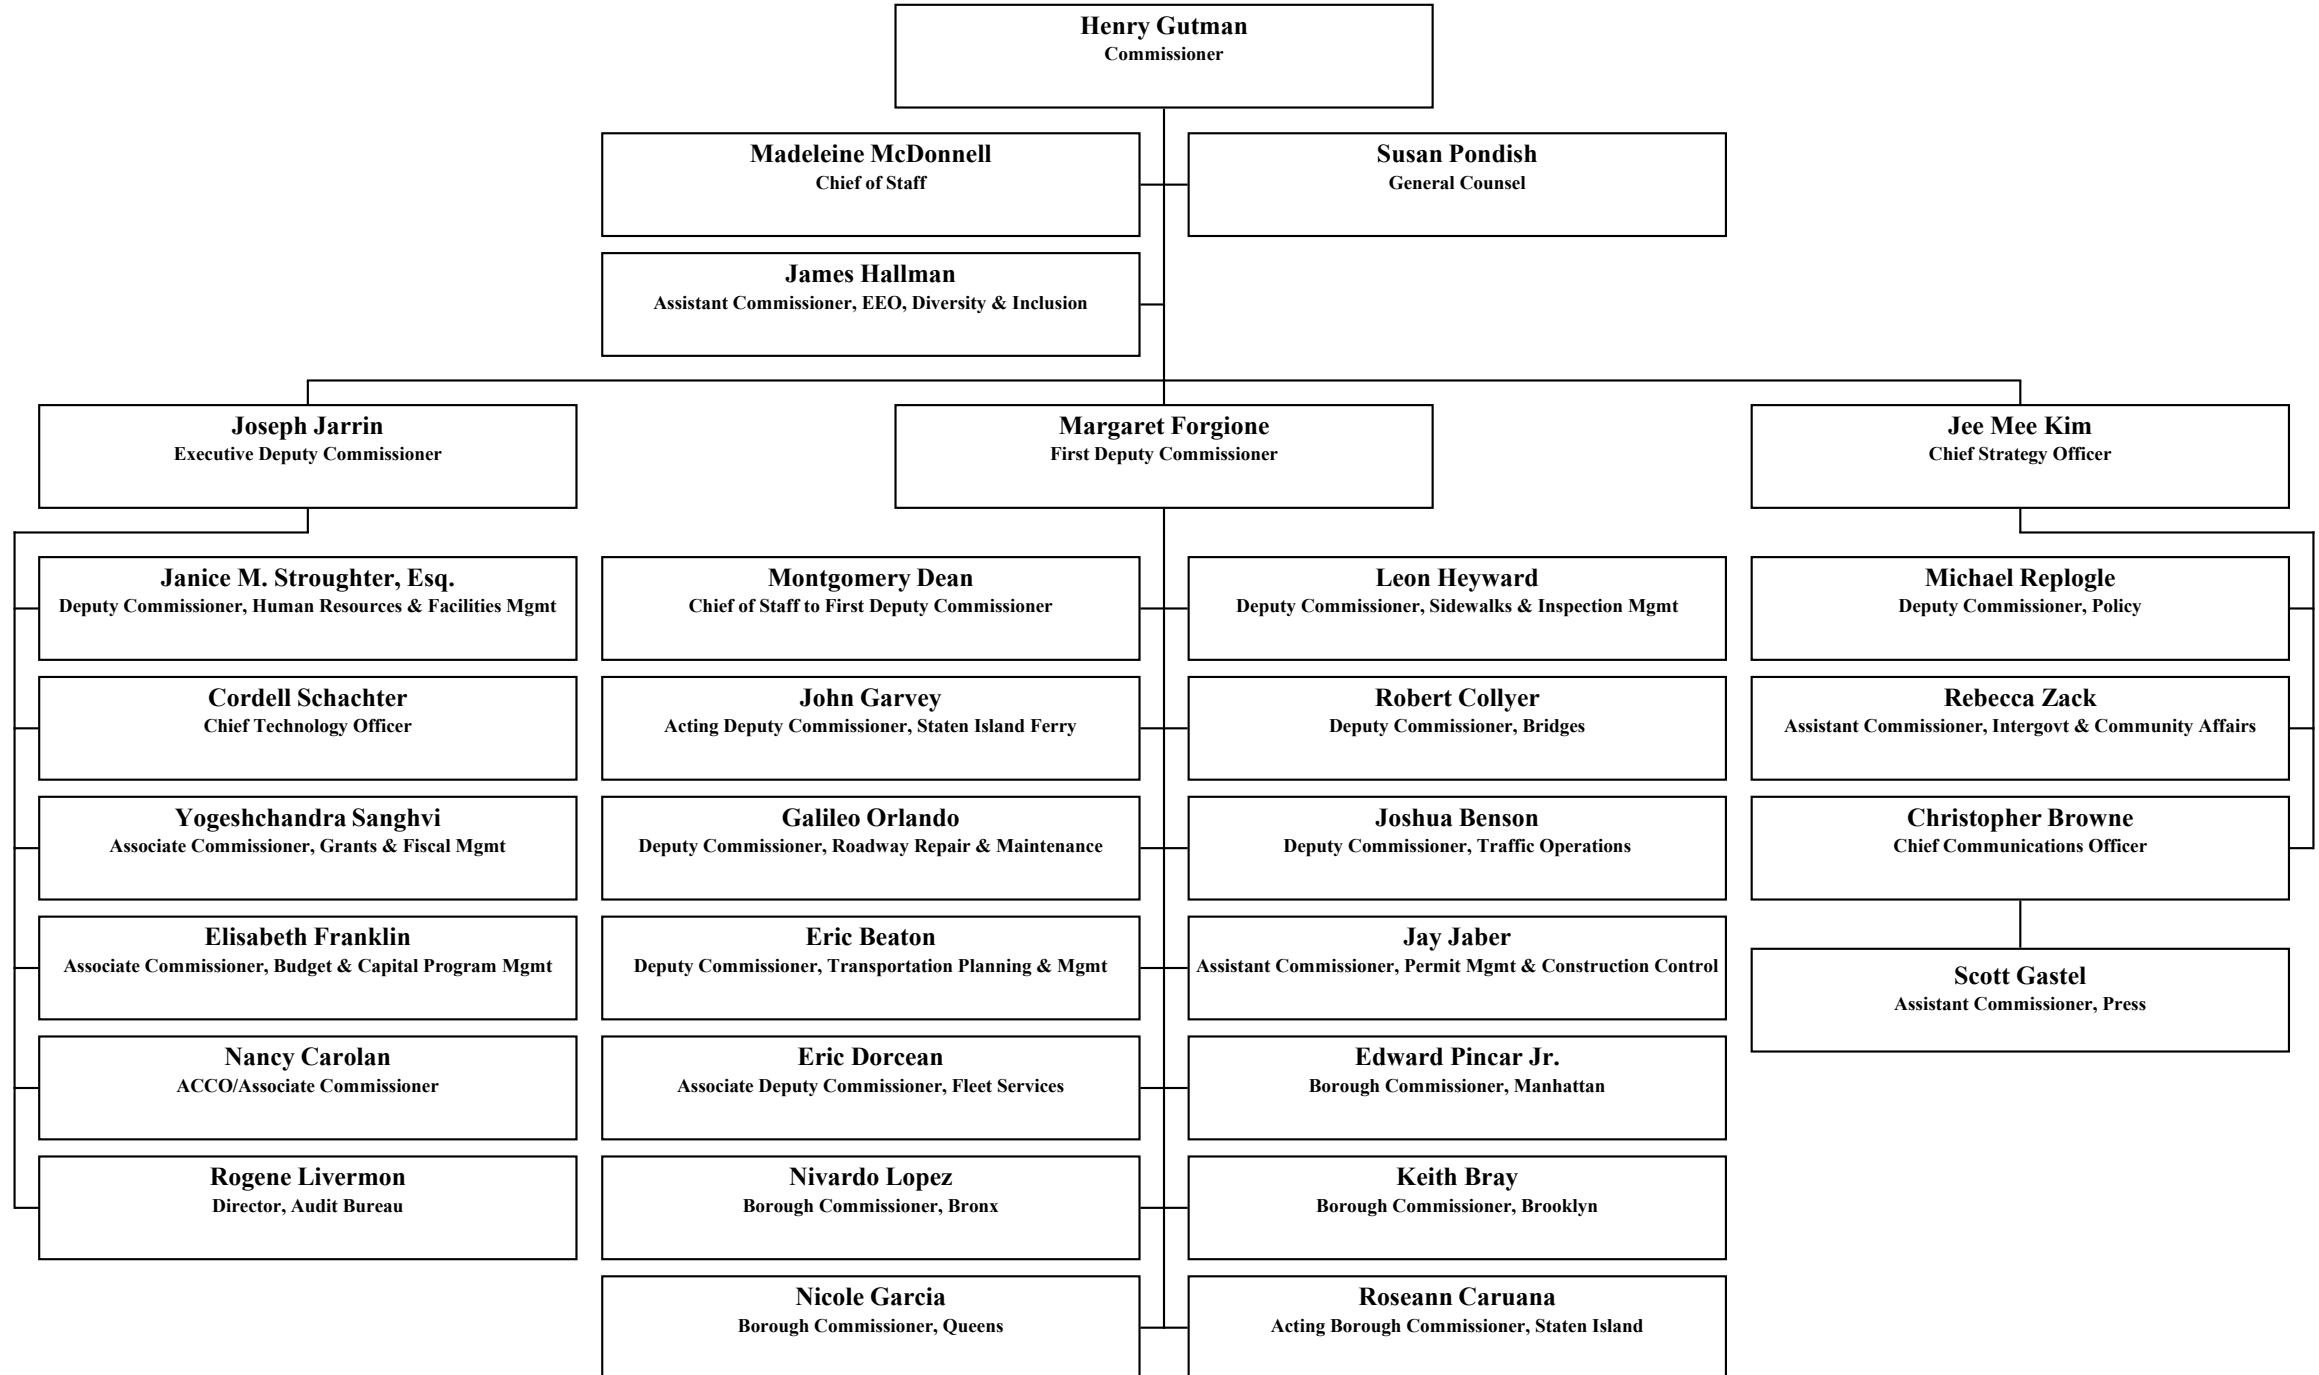 Henry Gutman
Commissioner
Madeleine McDonnell
Chief of Staff
Susan Pondish
General Counsel
James Hallman
Assistant Commissioner, EEO, Diversity & Inclusion
Joseph Jarrin
Executive Deputy Commissioner
Margaret Forgione
First Deputy Commissioner
Jee Mee Kim
Chief Strategy Officer
Janice M. Stroughter, Esq.
Deputy Commissioner, Human Resources & Facilities Mgmt
Montgomery Dean
Chief of Staff to First Deputy Commissioner
Leon Heyward
Deputy Commissioner, Sidewalks & Inspection Mgmt
Michael Replogle
Deputy Commissioner, Policy
Cordell Schachter
Chief Technology Officer
John Garvey
Acting Deputy Commissioner, Staten Island Ferry
Robert Collyer
Deputy Commissioner, Bridges
Rebecca Zack
Assistant Commissioner, Intergovt & Community Affairs
Yogeshchandra Sanghvi
Associate Commissioner, Grants & Fiscal Mgmt
Galileo Orlando
Deputy Commissioner, Roadway Repair & Maintenance
Joshua Benson
Deputy Commissioner, Traffic Operations
Christopher Browne
Chief Communications Officer
Elisabeth Franklin
Associate Commissioner, Budget & Capital Program Mgmt
Eric Beaton
Deputy Commissioner, Transportation Planning & Mgmt
Jay Jaber
Assistant Commissioner, Permit Mgmt & Construction Control
Scott Gastel
Assistant Commissioner, Press
Nancy Carolan
ACCO/Associate Commissioner
Eric Dorcean
Associate Deputy Commissioner, Fleet Services
Edward Pincar Jr.
Borough Commissioner, Manhattan
Rogene Livermon
Director, Audit Bureau
Nivardo Lopez
Borough Commissioner, Bronx
Keith Bray
Borough Commissioner, Brooklyn
Nicole Garcia
Borough Commissioner, Queens
Roseann Caruana
Acting Borough Commissioner, Staten Island